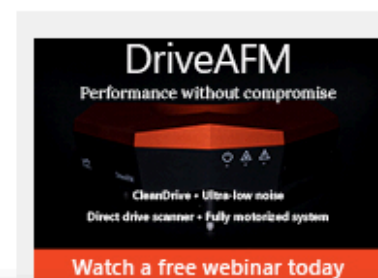 DriveAFM
Performance without compromise
CleanDrive • Ultra-low noise
Direct drive scanner • Fully motorized system
Watch a free webinar today